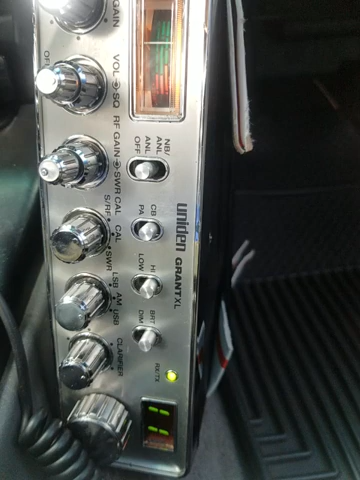 GAIN
OFF
VOL SQ
RF GAIN SWR CAL
S/RF CAL SWR
LSB AM USB
CLARIFIER
NB/
ANL
ANL
OFF
CB
PA
HI
LOW
BRT
DIM
RX/TX
uniden GRANT XL
11